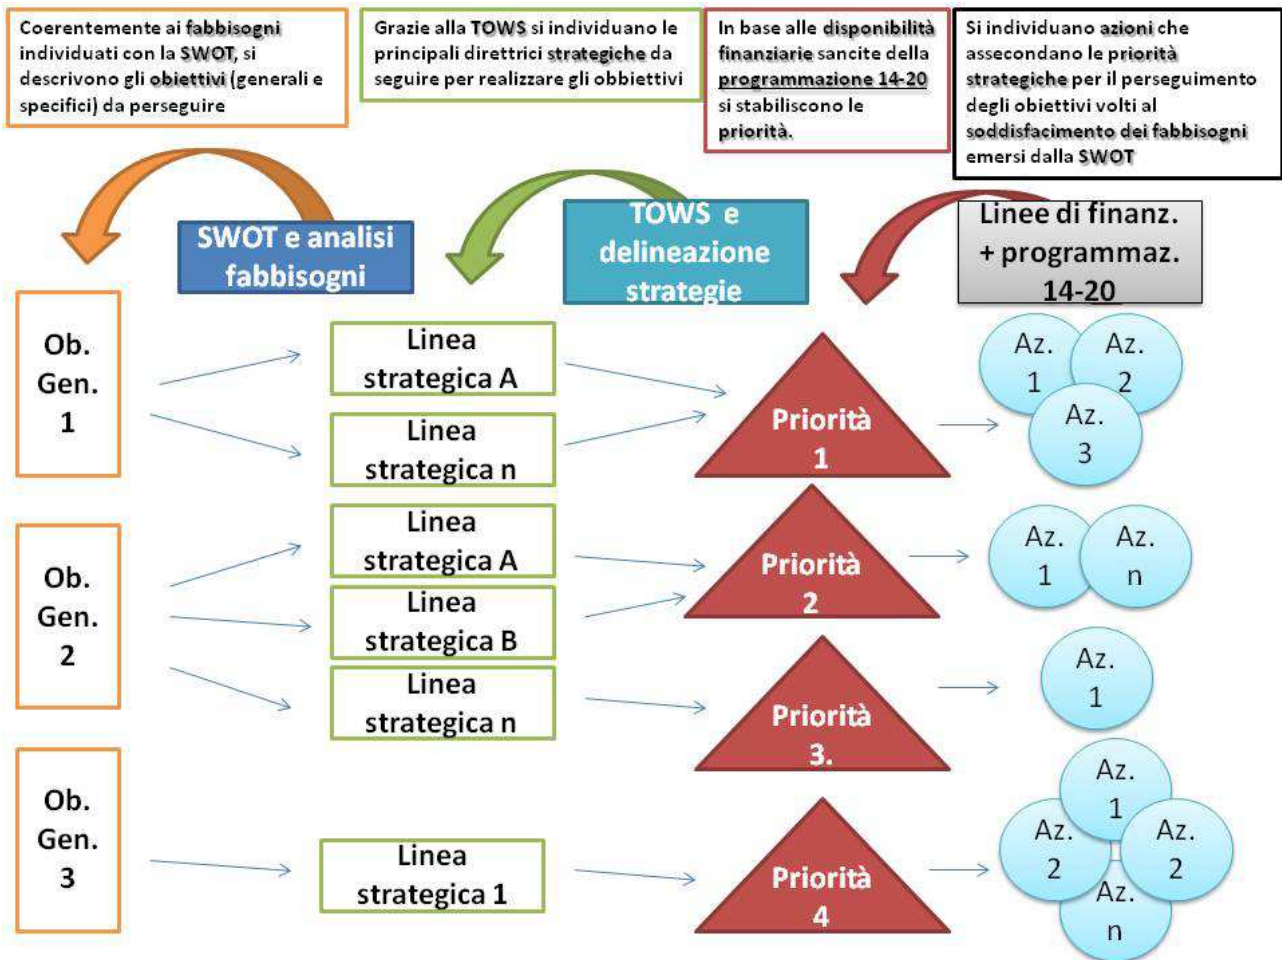 Coerentemente ai fabbisogni
individuati con la SWOT, si
descrivono gli obiettivi (generali e
specifici) da perseguire
Grazie alla TOWS si individuano le
principali direttrici strategiche da
seguire per realizzare gli obbiettivi
In base alle disponibilità
finanziarie sancite della
programmazione 14-20
si stabiliscono le
priorità.
Si individuano azioni che
assecondano le priorità
strategiche per il perseguimento
degli obiettivi volti al
soddisfacimento dei fabbisogni
emersi dalla SWOT
SWOT e analisi
fabbisogni
TOWS e
delineazione
strategie
Linee di finanz.
+ programmaz.
14-20
Ob.
Gen.
1
Linea
strategica A
Linea
strategica n
Priorità
1
Az.
1
Az.
2
Az.
3
Ob.
Gen.
2
Linea
strategica A
Linea
strategica B
Linea
strategica n
Priorità
2
Az.
1
Az.
n
Priorità
3.
Az.
1
Ob.
Gen.
3
Linea
strategica 1
Priorità
4
Az.
1
Az.
2
Az.
2
Az.
n